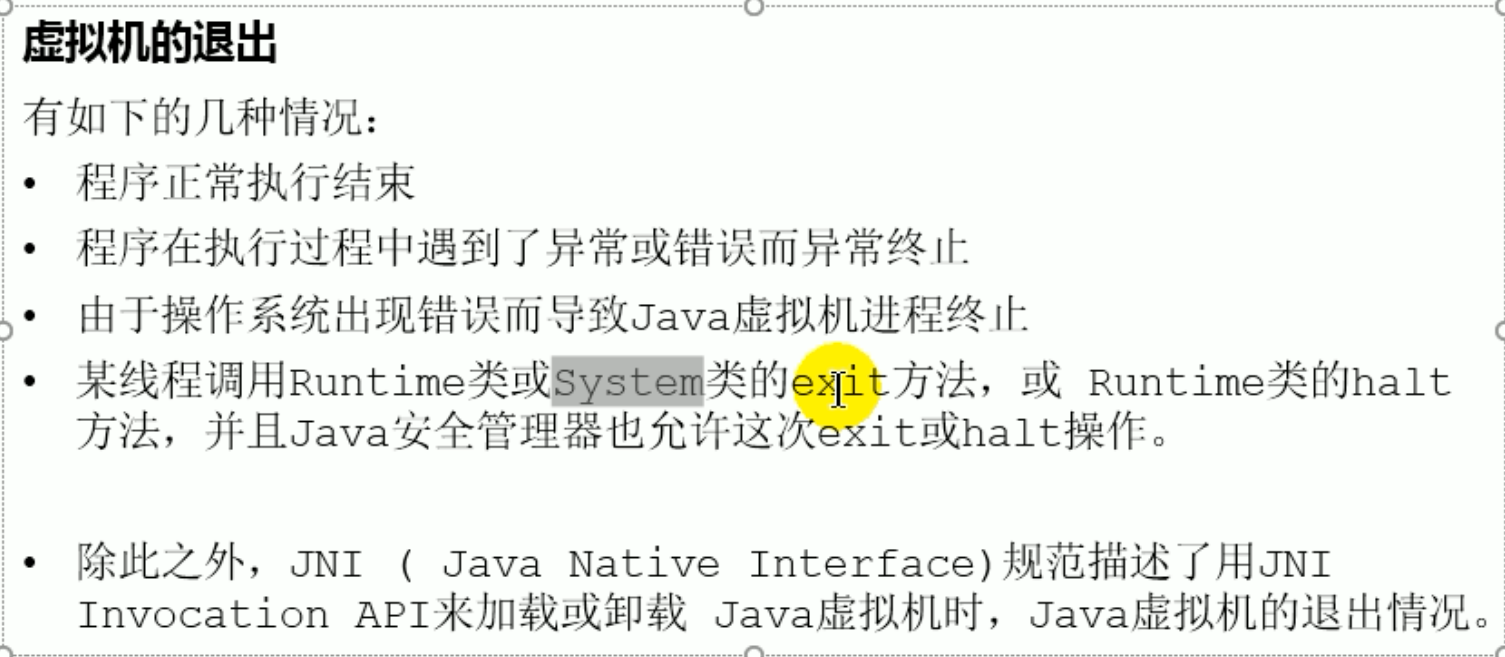 虚拟机的退出
有如下的几种情况：
• 程序正常执行结束
• 程序在执行过程中遇到了异常或错误而异常终止
• 由于操作系统出现错误而导致Java虚拟机进程终止
• 某线程调用Runtime类或System类的exit方法，或 Runtime类的halt
方法，并且Java安全管理器也允许这次exit或halt操作。
• 除此之外，JNI ( Java Native Interface)规范描述了用JNI
Invocation API来加载或卸载 Java虚拟机时，Java虚拟机的退出情况。